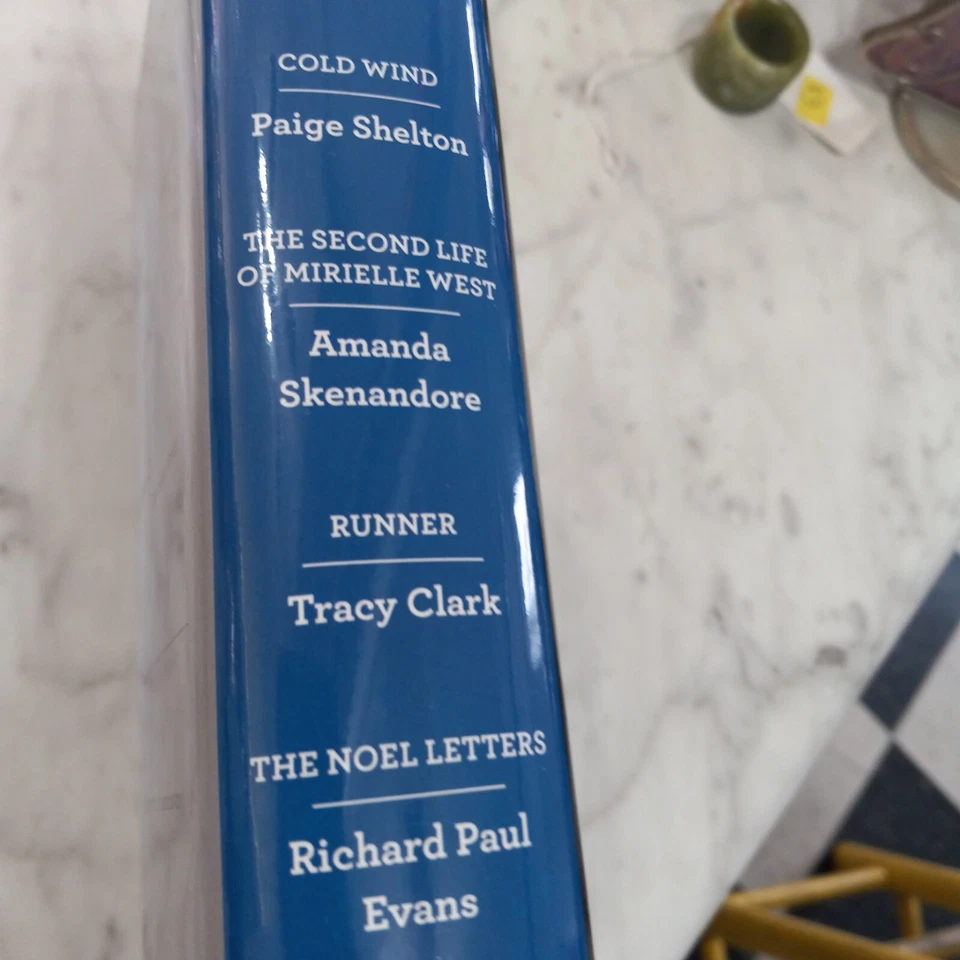 COLD WIND
Paige Shelton
THE SECOND LIFE
OF MIRIELLE WEST
Amanda
Skenandore
RUNNER
Tracy Clark
THE NOEL LETTERS
Richard Paul
Evans